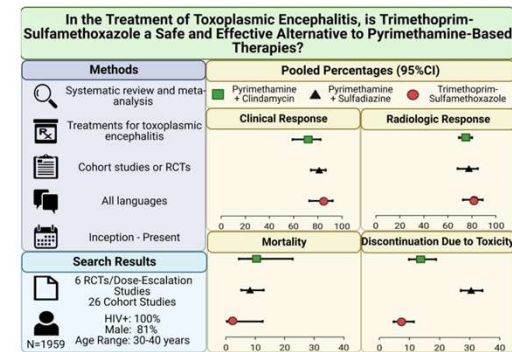 In the Treatment of Toxoplasmic Encephalitis, is Trimethoprim-
Sulfamethoxazole a Safe and Effective Alternative to Pyrimethamine-Based
Therapies?
Methods
Systematic review and meta-
analysis
Rx
Treatments for toxoplasmic
encephalitis
Cohort studies or RCTs
All languages
Inception - Present
Search Results
6 RCTs/Dose-Escalation
Studies
26 Cohort Studies
HIV+: 100%
Male: 81%
Age Range: 30-40 years
N=1959
Pooled Percentages (95%CI)
Pyrimethamine
+ Clindamycin
Pyrimethamine
+ Sulfadiazine
Trimethoprim-
Sulfamethoxazole
Clinical Response
0 20 40 60 80 100
Radiologic Response
0 20 40 60 80 100
Mortality
0 10 20 30 40
Discontinuation Due to Toxicity
0 10 20 30 40